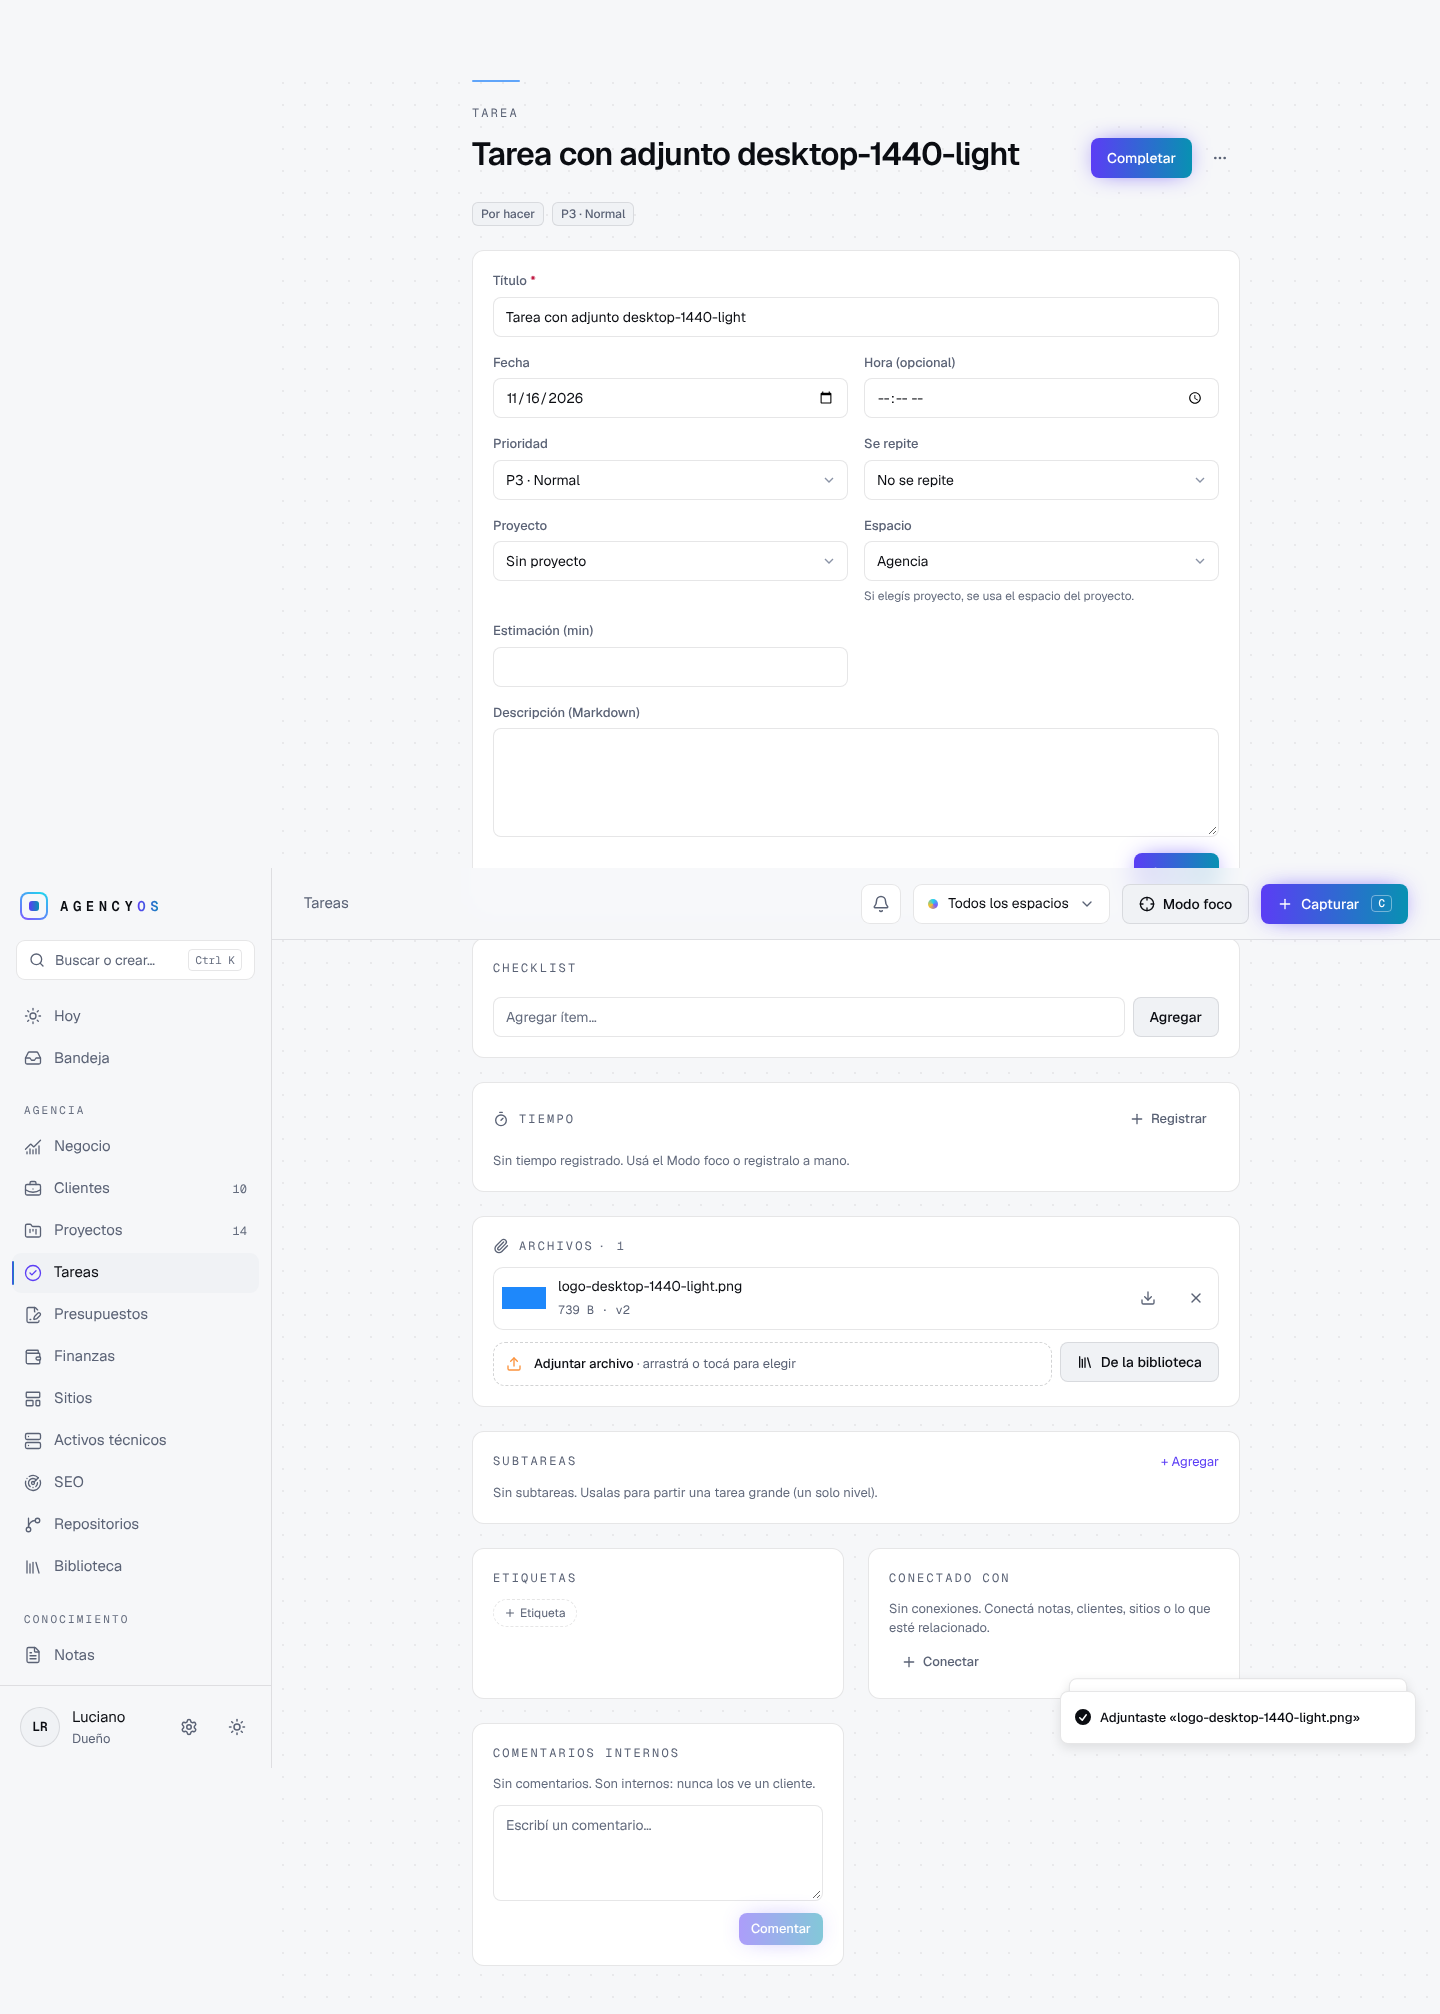 TAREA
Tarea con adjunto desktop-1440-light
Completar
Por hacer
P3 · Normal
Título *
Tarea con adjunto desktop-1440-light
Fecha
Hora (opcional)
11/16/2026
--:-- --
Prioridad
Se repite
P3 · Normal
No se repite
Proyecto
Espacio
Sin proyecto
Agencia
Si elegís proyecto, se usa el espacio del proyecto.
Estimación (min)
Descripción (Markdown)
AGENCYOS
Buscar o crear...
Ctrl K
Hoy
Bandeja
AGENCIA
Negocio
Clientes
10
Proyectos
14
Tareas
Presupuestos
Finanzas
Sitios
Activos técnicos
SEO
Repositorios
Biblioteca
CONOCIMIENTO
Notas
LR
Luciano
Dueño
Tareas
Todos los espacios
Modo foco
Capturar
C
CHECKLIST
Agregar ítem...
Agregar
TIEMPO
Registrar
Sin tiempo registrado. Usá el Modo foco o registralo a mano.
ARCHIVOS · 1
logo-desktop-1440-light.png
739 B · v2
Adjuntar archivo · arrastrá o tocá para elegir
De la biblioteca
SUBTAREAS
+ Agregar
Sin subtareas. Usalas para partir una tarea grande (un solo nivel).
ETIQUETAS
+ Etiqueta
CONECTADO CON
Sin conexiones. Conectá notas, clientes, sitios o lo que
esté relacionado.
+ Conectar
Adjuntaste «logo-desktop-1440-light.png»
COMENTARIOS INTERNOS
Sin comentarios. Son internos: nunca los ve un cliente.
Escribí un comentario...
Comentar